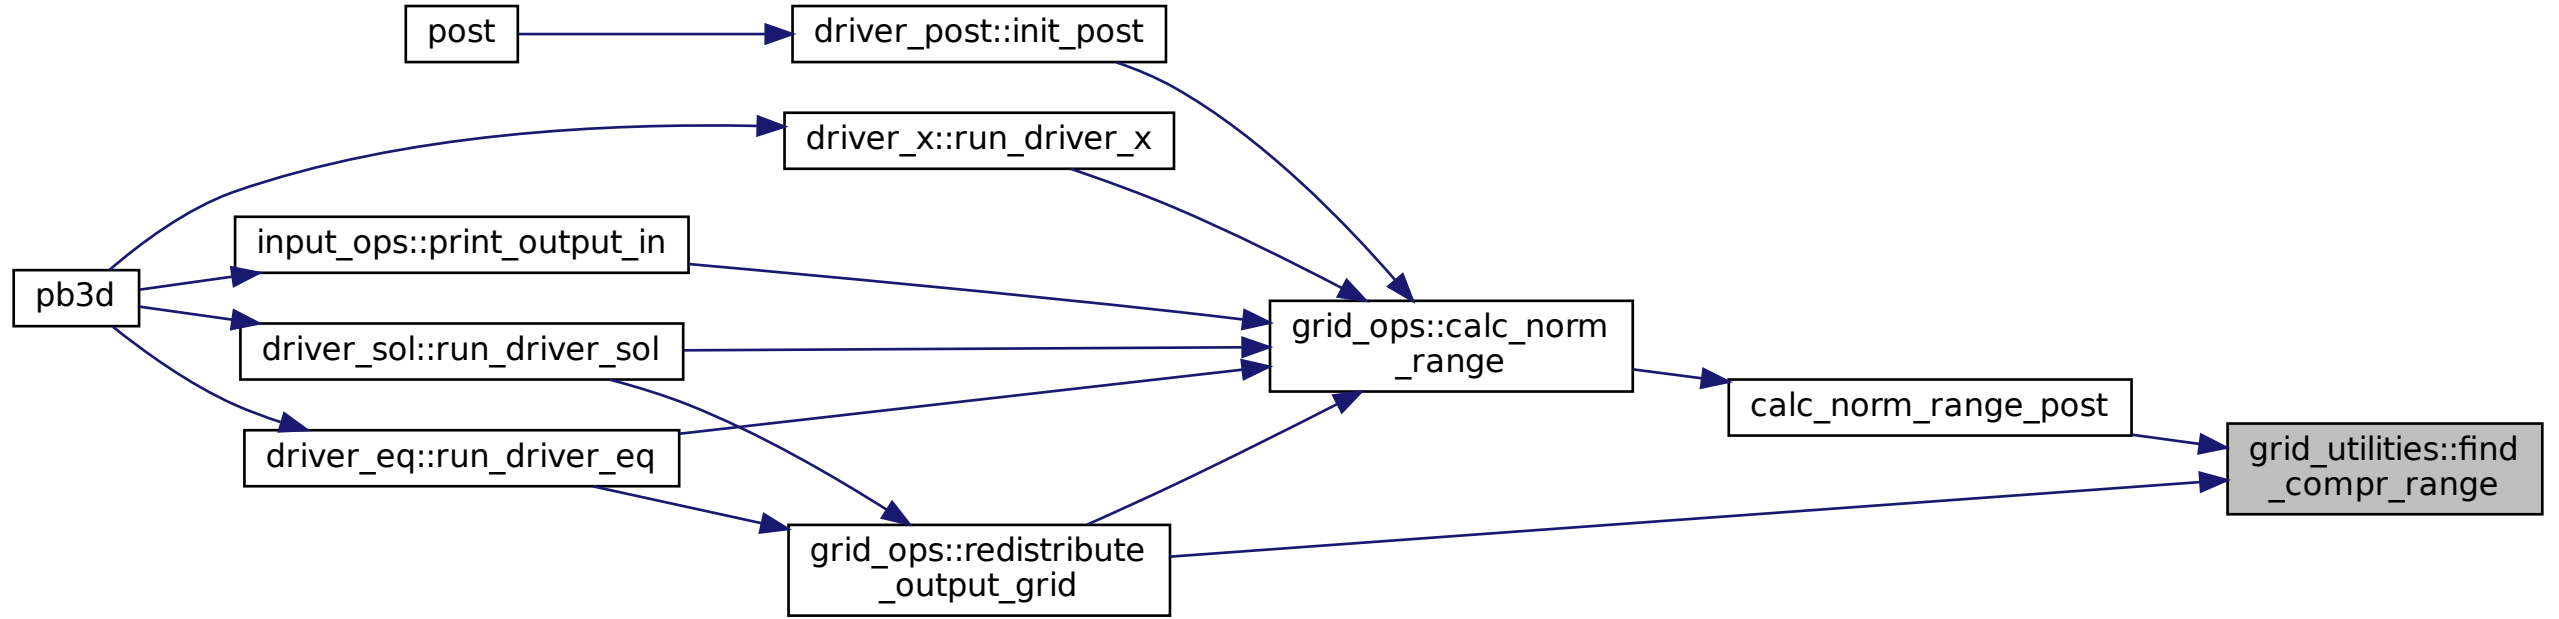 post
driver_post::init_post
driver_x::run_driver_x
input_ops::print_output_in
pb3d
driver_sol::run_driver_sol
grid_ops::calc_norm
_range
calc_norm_range_post
driver_eq::run_driver_eq
grid_utilities::find
_compr_range
grid_ops::redistribute
_output_grid